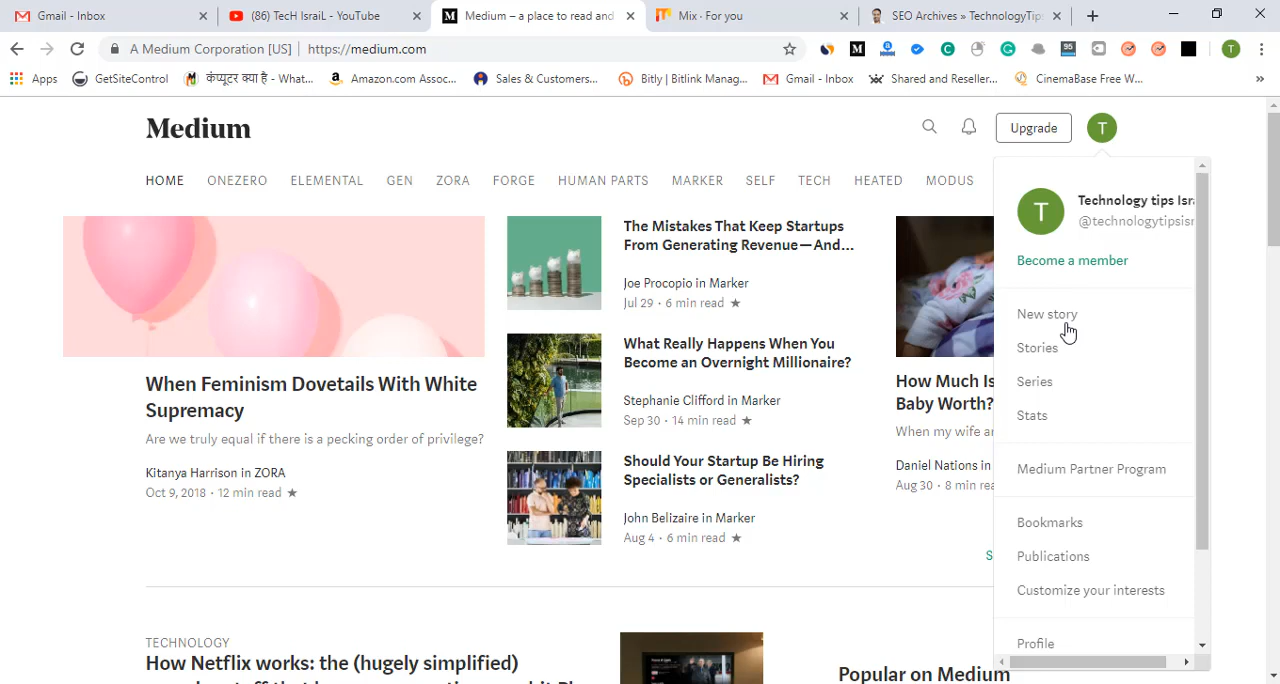 Gmail - Inbox
(86) Tech IsraiL - YouTube
Medium – a place to read and
Mix · For you
SEO Archives » TechnologyTips
A Medium Corporation [US] | https://medium.com
95
T
Apps
GetSiteControl
कंप्यूटर क्या है - What...
Amazon.com Assoc...
Sales & Customers...
Bitly | Bitlink Manag...
Gmail - Inbox
Shared and Reseller...
CinemaBase Free W...
»
Medium
Upgrade
T
HOME ONEZERO ELEMENTAL GEN ZORA FORGE HUMAN PARTS MARKER SELF TECH HEATED MODUS
When Feminism Dovetails With White
Supremacy
Are we truly equal if there is a pecking order of privilege?
Kitanya Harrison in ZORA
Oct 9, 2018 · 12 min read ★
The Mistakes That Keep Startups
From Generating Revenue—And...
Joe Procopio in Marker
Jul 29 · 6 min read ★
What Really Happens When You
Become an Overnight Millionaire?
Stephanie Clifford in Marker
Sep 30 · 14 min read ★
Should Your Startup Be Hiring
Specialists or Generalists?
John Belizaire in Marker
Aug 4 · 6 min read ★
How Much Is
Baby Worth?
When my wife an
Daniel Nations in
Aug 30 · 8 min rea
S
T
Technology tips Isra
@technologytipsisr
Become a member
New story
Stories
Series
Stats
Medium Partner Program
Bookmarks
Publications
Customize your interests
Profile
TECHNOLOGY
How Netflix works: the (hugely simplified)
Popular on Medium